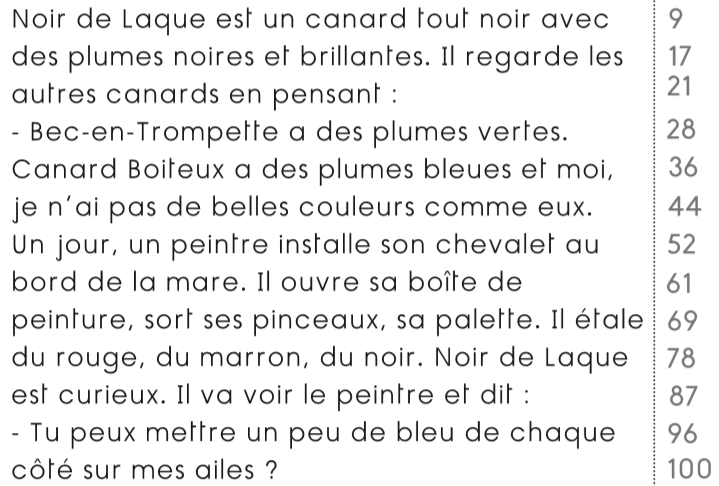 Noir de Laque est un canard tout noir avec 9
des plumes noires et brillantes. Il regarde les 17
autres canards en pensant : 21
- Bec-en-Trompette a des plumes vertes. 28
Canard Boiteux a des plumes bleues et moi, 36
je n'ai pas de belles couleurs comme eux. 44
Un jour, un peintre installe son chevalet au 52
bord de la mare. Il ouvre sa boîte de 61
peinture, sort ses pinceaux, sa palette. Il étale 69
du rouge, du marron, du noir. Noir de Laque 78
est curieux. Il va voir le peintre et dit : 87
- Tu peux mettre un peu de bleu de chaque 96
côté sur mes ailes ? 100